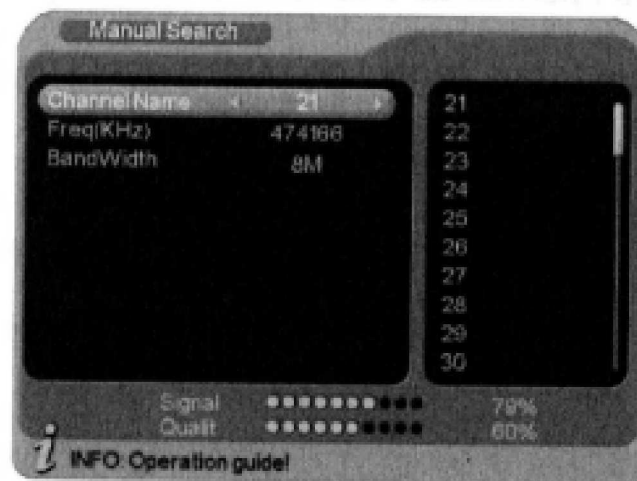 Manual Search
Channel Name 21
Freq(KHz) 474166
BandWidth 8M
21
22
23
24
25
26
27
28
29
30
Signal 79%
Qualit 60%
INFO: Operation guide!